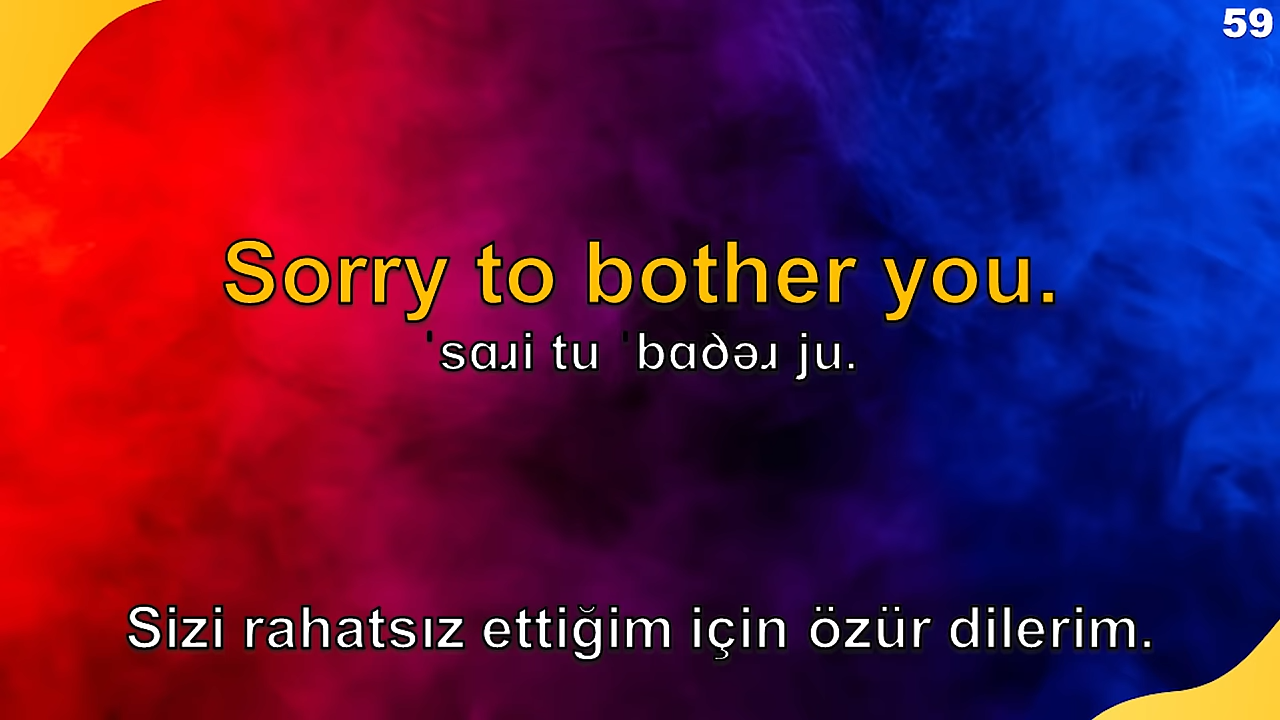 59
Sorry to bother you.
ˈsɑɹi tu ˈbɑðəɹ ju.
Sizi rahatsız ettiğim için özür dilerim.